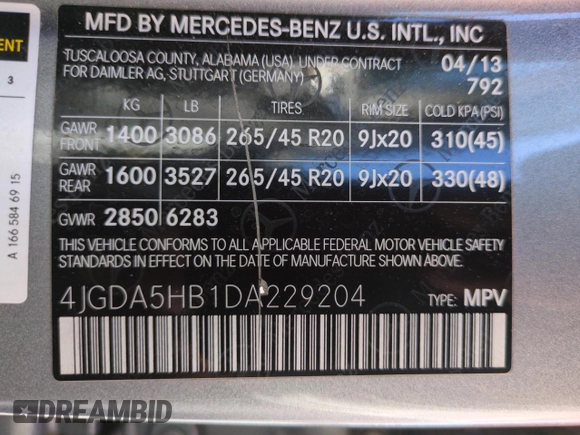 MFD BY MERCEDES-BENZ U.S. INTL., INC
TUSCALOOSA COUNTY, ALABAMA (USA), UNDER CONTRACT
FOR DAIMLER AG, STUTTGART (GERMANY)
04/13
792
KG LB TIRES RIM SIZE COLD KPA (PSI)
GAWR FRONT 1400 3086 265/45 R20 9Jx20 310(45)
GAWR REAR 1600 3527 265/45 R20 9Jx20 330(48)
GVWR 2850 6283
THIS VEHICLE CONFORMS TO ALL APPLICABLE FEDERAL MOTOR VEHICLE SAFETY
STANDARDS IN EFFECT ON THE DATE OF MANUFACTURE SHOWN ABOVE.
4JGDA5HB1DA229204 TYPE: MPV
3
A 166 584 69 15
DREAMBID